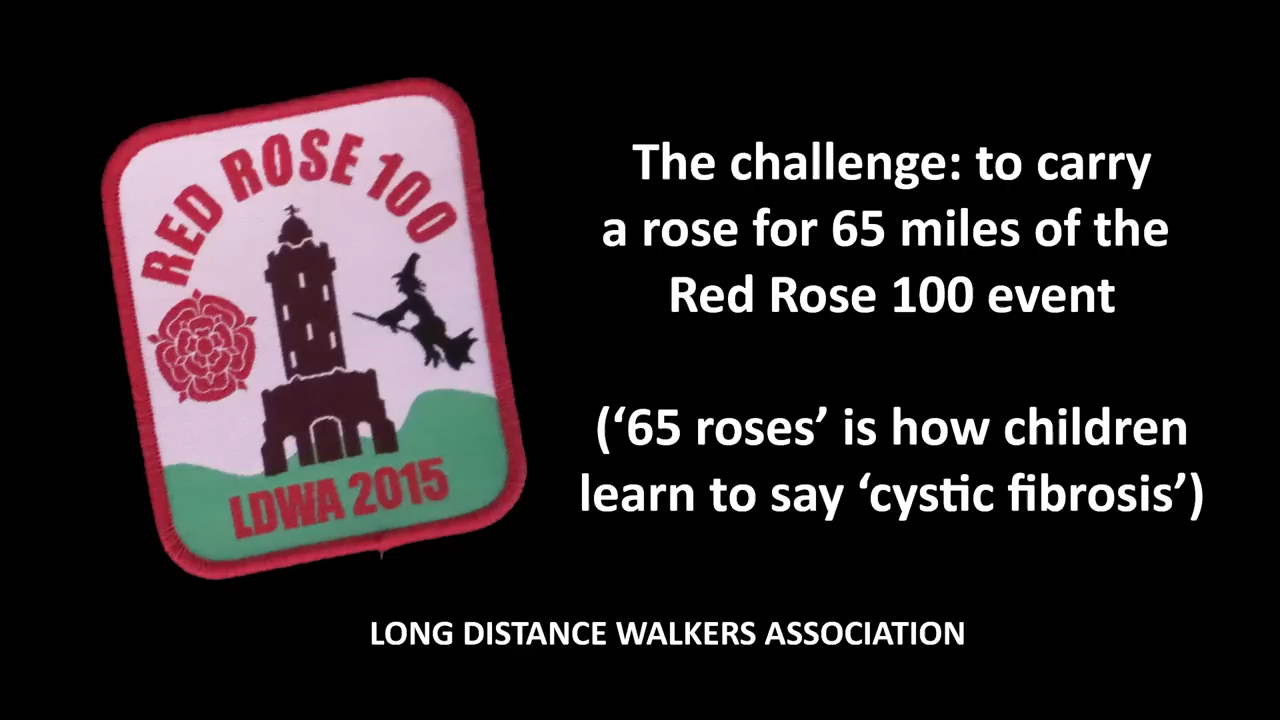 RED ROSE 100
LDWA 2015
The challenge: to carry
a rose for 65 miles of the
Red Rose 100 event
(‘65 roses’ is how children
learn to say ‘cystic fibrosis’)
LONG DISTANCE WALKERS ASSOCIATION